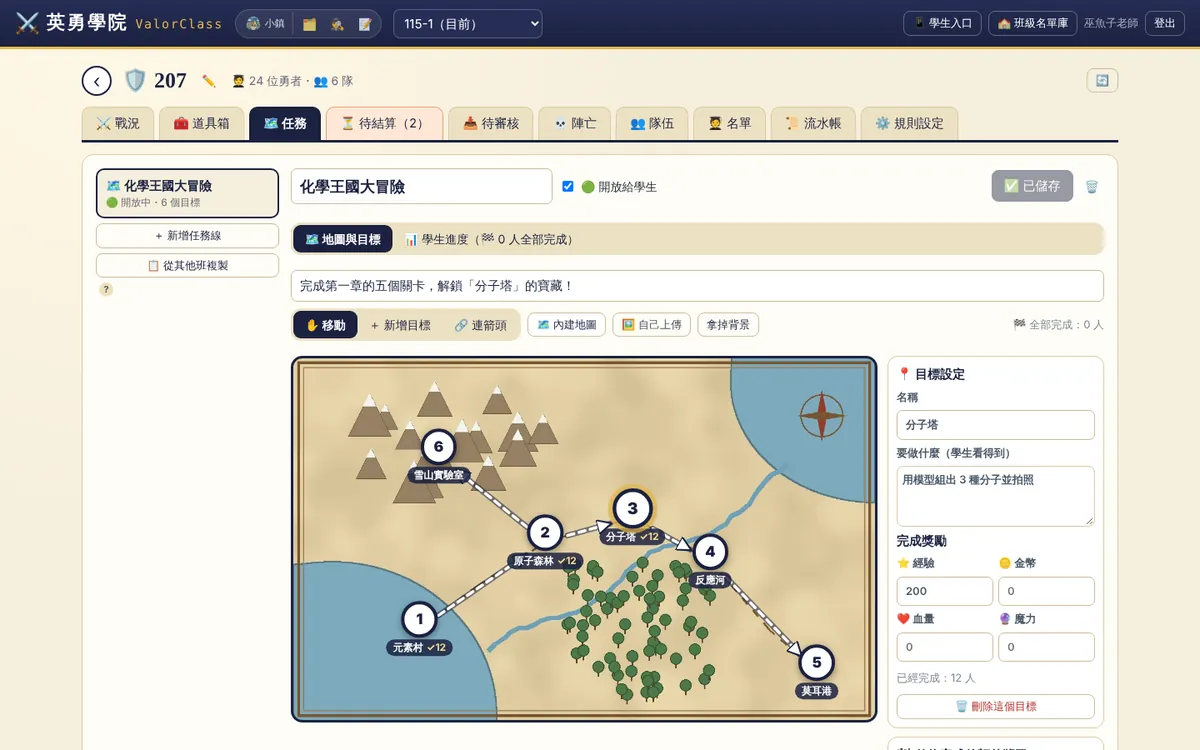 ⚔️ 英勇學院 ValorClass 小鎮 115-1（目前） 📱 學生入口 🏫 班級名單庫 巫魚子老師 登出
‹ 🛡️ 207 ✏️ 🧑‍🎓 24 位勇者・👥 6 隊
⚔️ 戰況 🧰 道具箱 🗺️ 任務 ⏳ 待結算（2） 📥 待審核 💀 陣亡 👥 隊伍 🧑‍🎓 名單 📜 流水帳 ⚙️ 規則設定
🗺️ 化學王國大冒險
🟢 開放中・6 個目標
＋ 新增任務線
📋 從其他班複製
?
化學王國大冒險 🟢 開放給學生 ✅ 已儲存
🗺️ 地圖與目標 📊 學生進度（🏁 0 人全部完成）
完成第一章的五個關卡，解鎖「分子塔」的寶藏！
✋ 移動 ＋ 新增目標 🔗 連箭頭 🗺️ 內建地圖 🖼️ 自己上傳 拿掉背景 🏁 全部完成：0 人
6
雪山實驗室
3
分子塔 ✓12
2
原子森林 ✓12
4
反應河
1
元素村 ✓12
5
莫耳港
📍 目標設定
名稱
分子塔
要做什麼（學生看得到）
用模型組出 3 種分子並拍照
完成獎勵
⭐ 經驗 🪙 金幣
200 0
❤️ 血量 🔮 魔力
0 0
已經完成：12 人
🗑️ 刪除這個目標